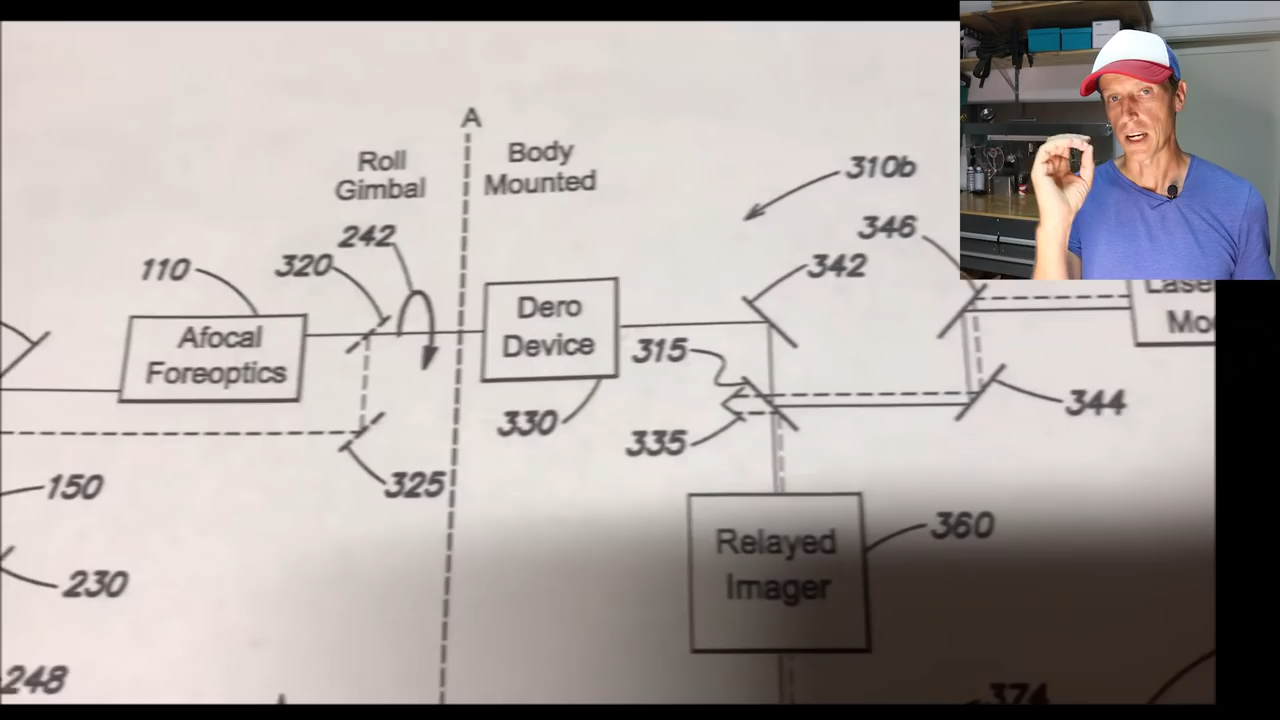 A
Roll
Gimbal
Body
Mounted
310b
346
242
110
320
342
Afocal
Foreoptics
Dero
Device
315
330
335
344
325
150
Relayed
Imager
360
230
248
374